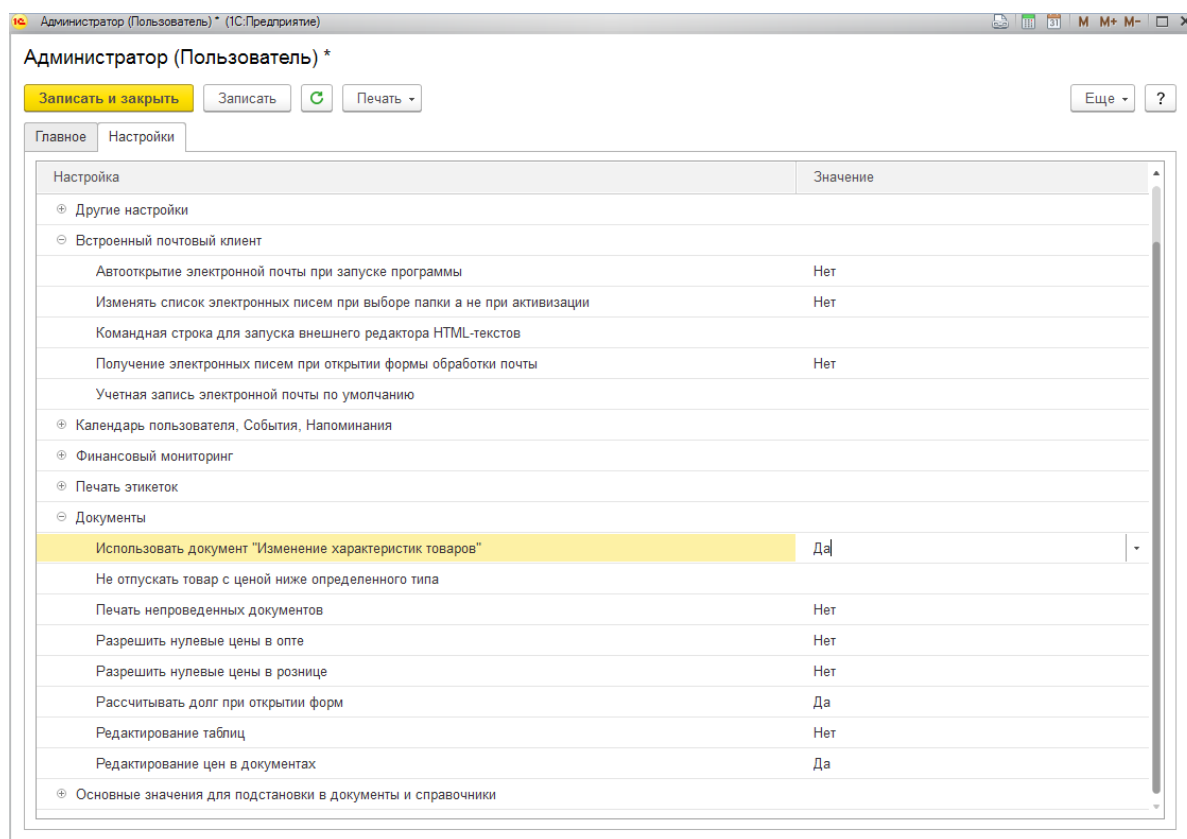 Администратор (Пользователь) * (1С:Предприятие) 31 M M+ M-
Администратор (Пользователь) *
Записать и закрыть Записать Печать Еще ?
Главное Настройки
Настройка Значение
Другие настройки
Встроенный почтовый клиент
Автооткрытие электронной почты при запуске программы Нет
Изменять список электронных писем при выборе папки а не при активизации Нет
Командная строка для запуска внешнего редактора HTML-текстов
Получение электронных писем при открытии формы обработки почты Нет
Учетная запись электронной почты по умолчанию
Календарь пользователя, События, Напоминания
Финансовый мониторинг
Печать этикеток
Документы
Использовать документ "Изменение характеристик товаров" Да
Не отпускать товар с ценой ниже определенного типа
Печать непроведенных документов Нет
Разрешить нулевые цены в опте Нет
Разрешить нулевые цены в рознице Нет
Рассчитывать долг при открытии форм Да
Редактирование таблиц Нет
Редактирование цен в документах Да
Основные значения для подстановки в документы и справочники